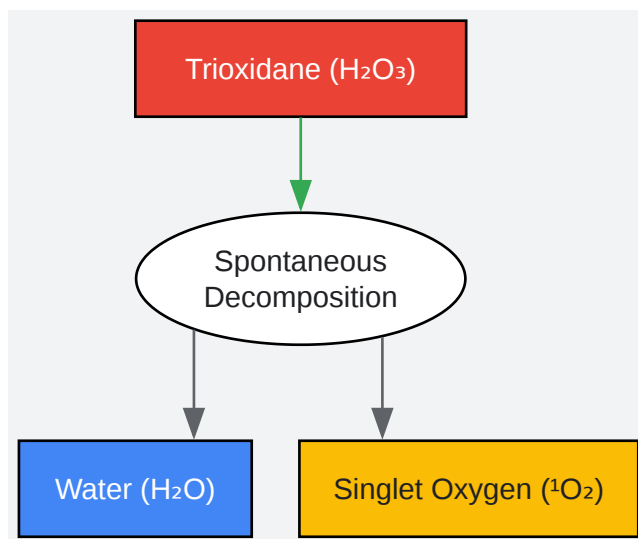 Trioxidane (H₂O₃)
Spontaneous
Decomposition
Water (H₂O)
Singlet Oxygen (¹O₂)